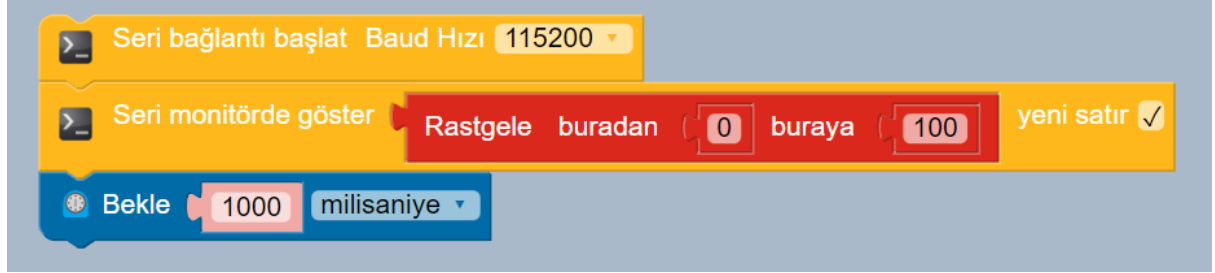 Seri bağlantı başlat Baud Hızı 115200
Seri monitörde göster Rastgele buradan 0 buraya 100 yeni satır ✓
Bekle 1000 milisaniye